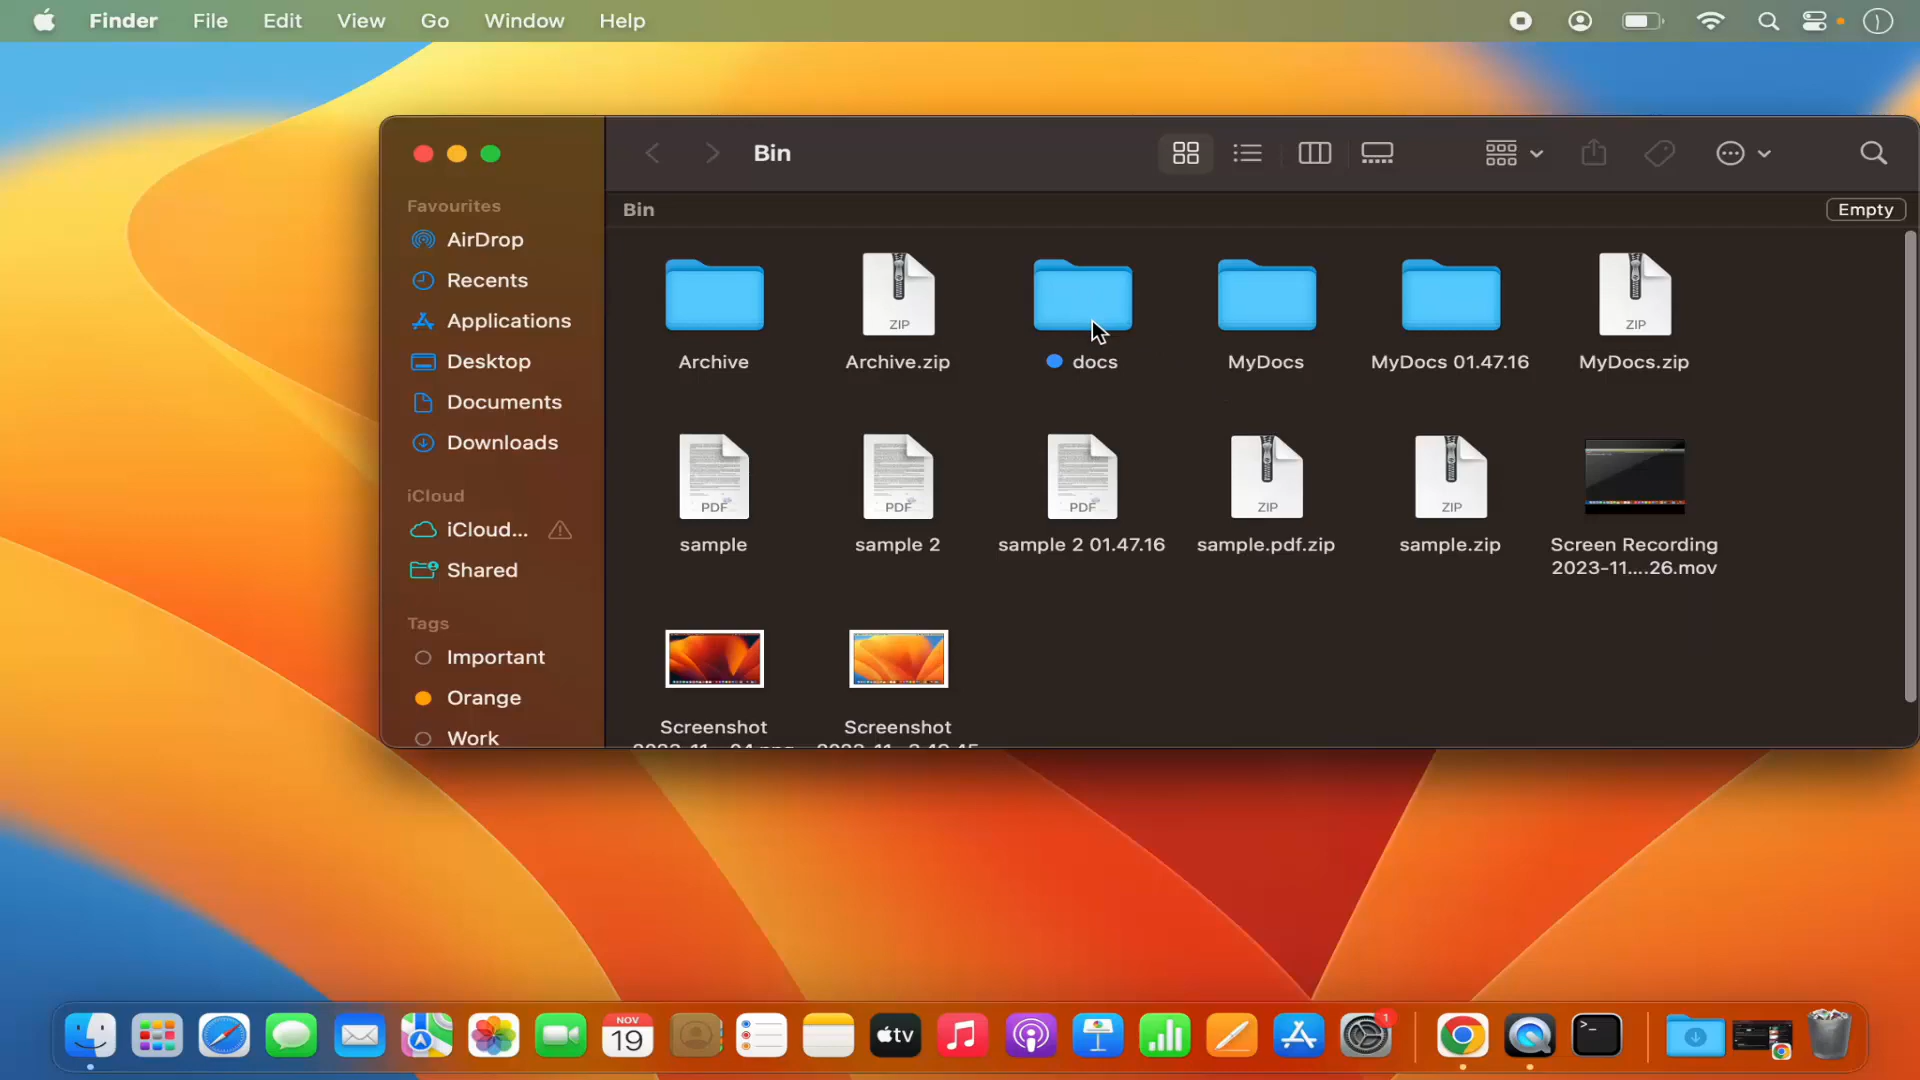 Finder File Edit View Go Window Help
Bin
Favourites
Bin Empty
AirDrop
Recents
Applications
Desktop
Documents
Downloads
iCloud
iCloud...
Shared
Tags
Important
Orange
Work
ZIP ZIP
Archive Archive.zip docs MyDocs MyDocs 01.47.16 MyDocs.zip
PDF PDF PDF ZIP ZIP
sample sample 2 sample 2 01.47.16 sample.pdf.zip sample.zip Screen Recording
2023-11....26.mov
Screenshot Screenshot
NOV
19
tv
1